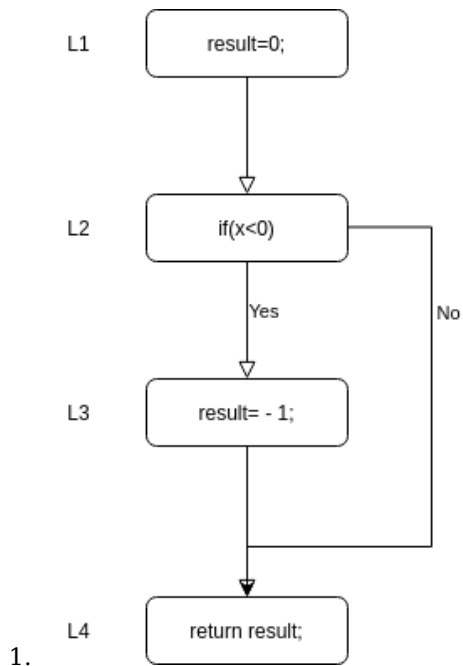 L1 result=0;
L2 if(x<0)
Yes
No
L3 result= - 1;
L4 return result;
1.